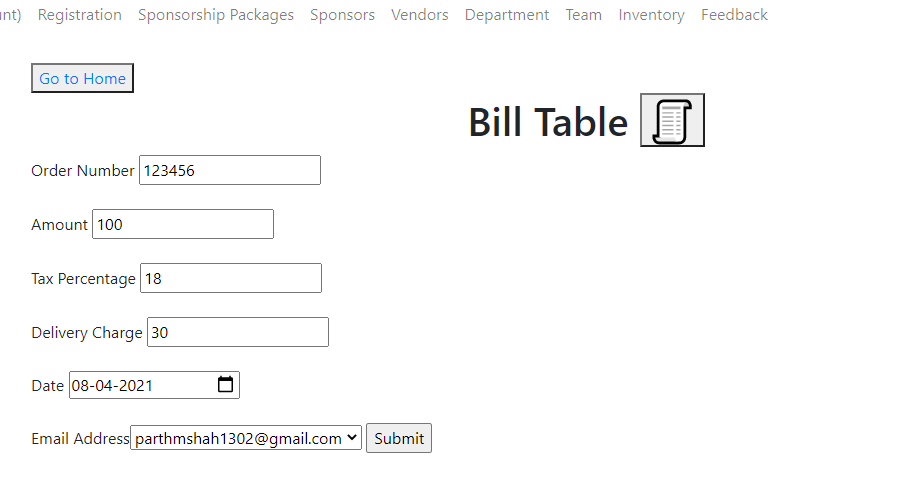 unt) Registration Sponsorship Packages Sponsors Vendors Department Team Inventory Feedback
Go to Home
Bill Table
Order Number 123456
Amount 100
Tax Percentage 18
Delivery Charge 30
Date 08-04-2021
Email Address parthmshah1302@gmail.com Submit